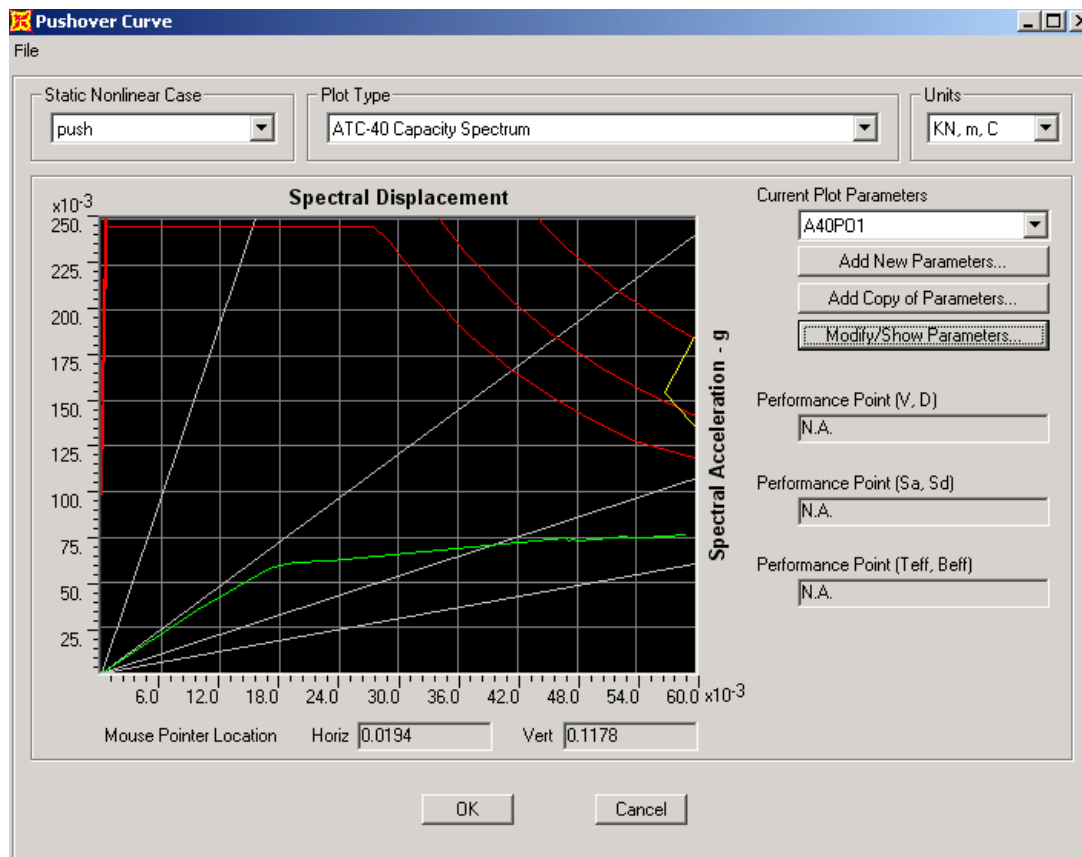 Pushover Curve
File
Static Nonlinear Case
push
Plot Type
ATC-40 Capacity Spectrum
Units
KN, m, C
Spectral Displacement
x10-3
250.
225.
200.
175.
150.
125.
100.
75.
50.
25.
6.0 12.0 18.0 24.0 30.0 36.0 42.0 48.0 54.0 60.0 x10-3
Spectral Acceleration - g
Mouse Pointer Location Horiz 0.0194 Vert 0.1178
Current Plot Parameters
A40PO1
Add New Parameters...
Add Copy of Parameters...
Modify/Show Parameters...
Performance Point (V, D)
N.A.
Performance Point (Sa, Sd)
N.A.
Performance Point (Teff, Beff)
N.A.
OK
Cancel